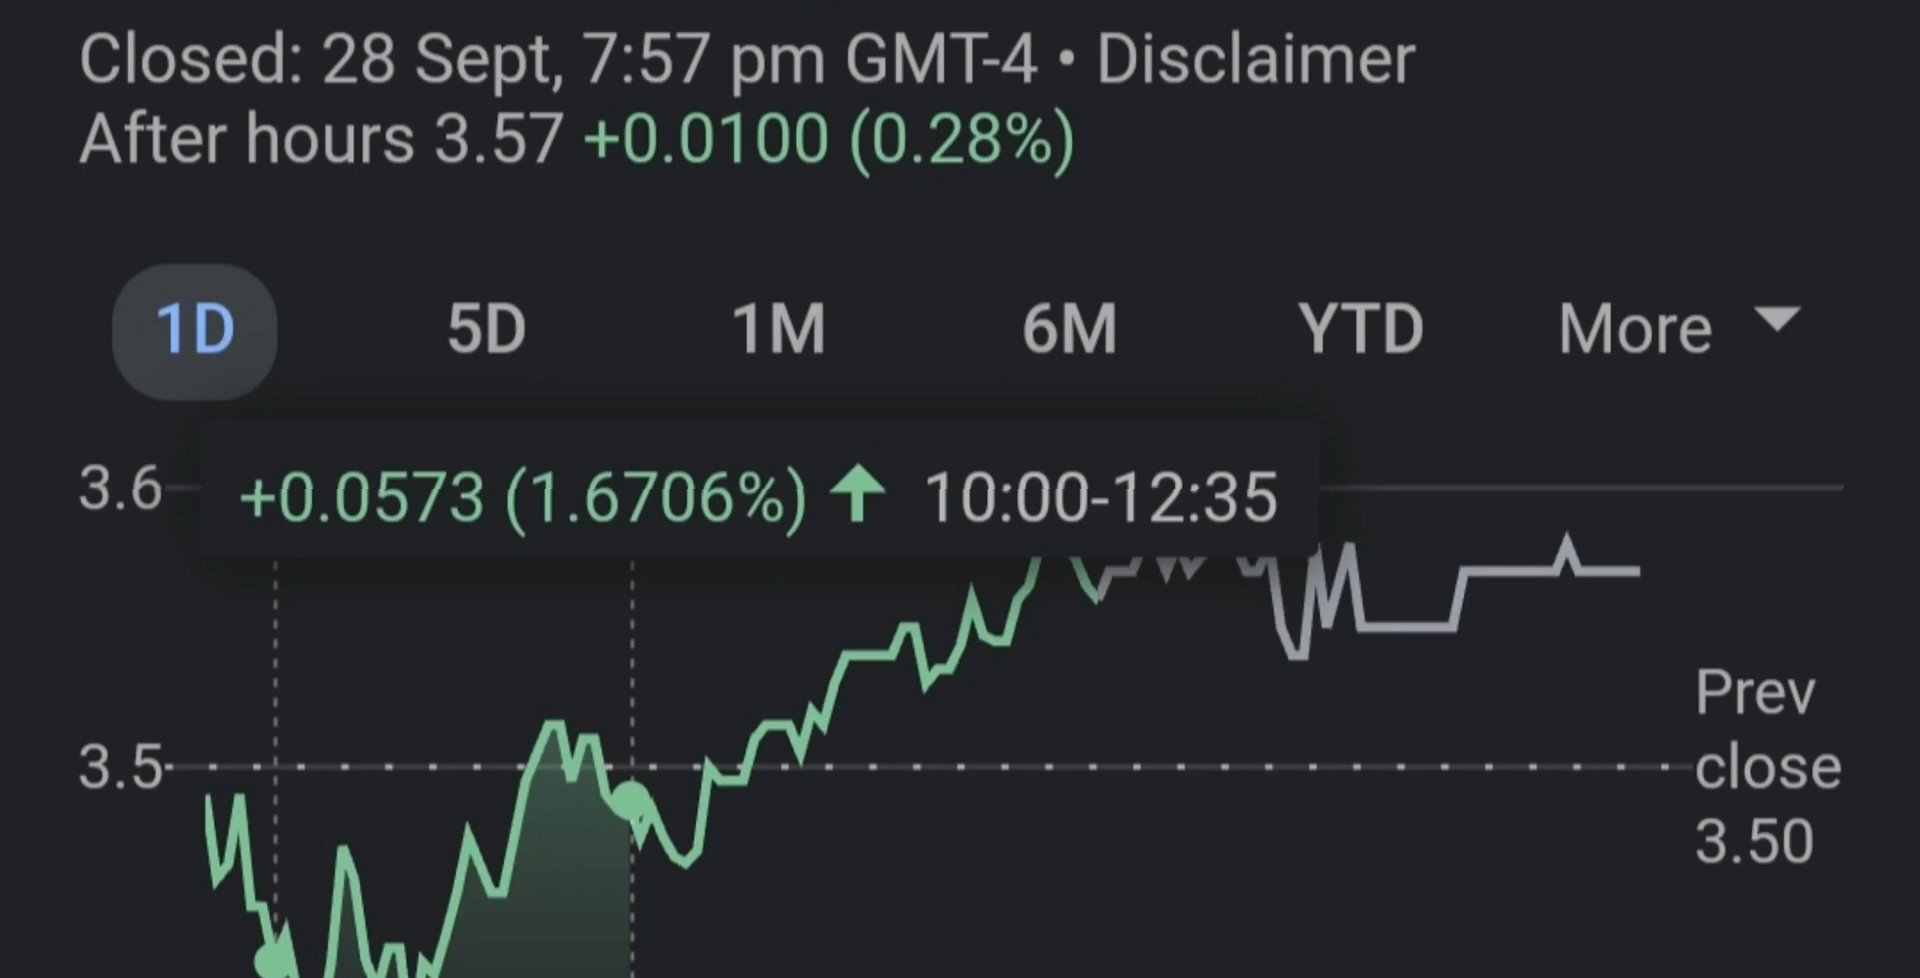 Closed: 28 Sept, 7:57 pm GMT-4 • Disclaimer
After hours 3.57 +0.0100 (0.28%)
1D 5D 1M 6M YTD More
3.6
+0.0573 (1.6706%) 10:00-12:35
3.5
Prev
close
3.50